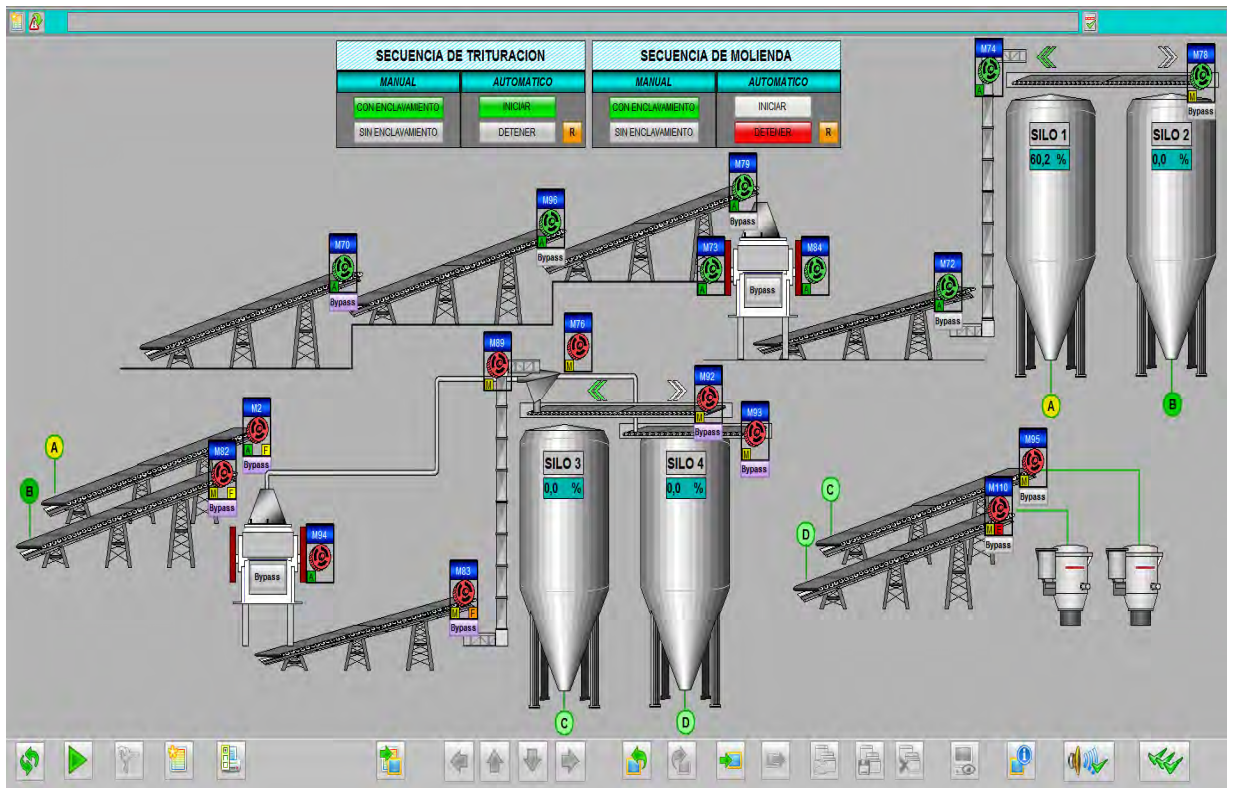 SECUENCIA DE TRITURACION
MANUAL AUTOMATICO
CON ENCLAVAMIENTO INICIAR
SIN ENCLAVAMIENTO DETENER R
SECUENCIA DE MOLIENDA
MANUAL AUTOMATICO
CON ENCLAVAMIENTO INICIAR
SIN ENCLAVAMIENTO DETENER R
M74
A
M78
M
Bypass
SILO 1
60,2 %
SILO 2
0,0 %
M79
A
Bypass
M96
A
Bypass
M70
A
Bypass
M73
A
M84
A
Bypass
M72
A
Bypass
A
B
M76
M
M89
M
M92
M
Bypass
M93
M
Bypass
M2
A F
Bypass
M82
M F
Bypass
A
B
SILO 3
0,0 %
SILO 4
0,0 %
M95
M
Bypass
M110
M
Bypass
C
D
M94
A
Bypass
M83
M F
Bypass
C
D